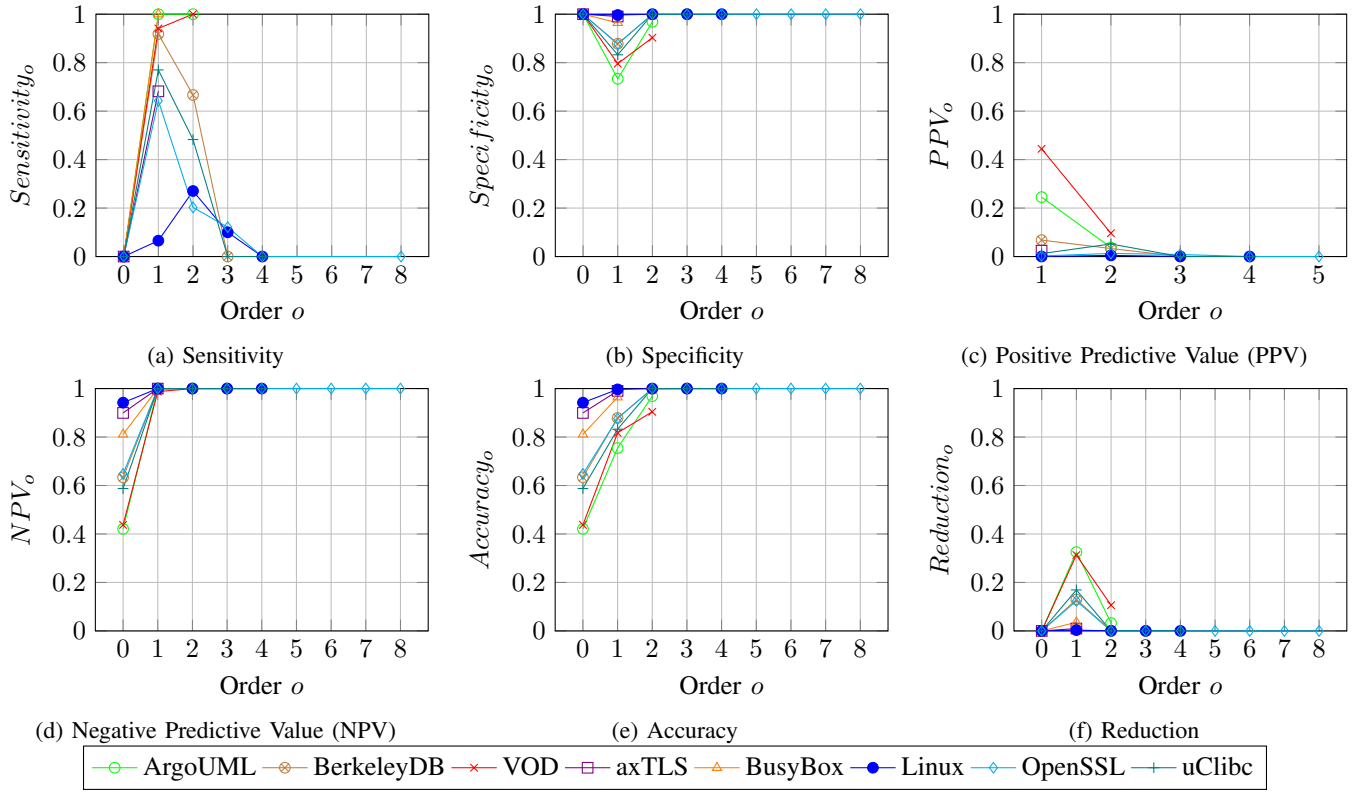 1
0.8
0.6
0.4
0.2
0
Sensitivity_o
0 1 2 3 4 5 6 7 8
Order o
(a) Sensitivity
1
0.8
0.6
0.4
0.2
0
Specificity_o
0 1 2 3 4 5 6 7 8
Order o
(b) Specificity
1
0.8
0.6
0.4
0.2
0
PPV_o
1 2 3 4 5
Order o
(c) Positive Predictive Value (PPV)
1
0.8
0.6
0.4
0.2
0
NPV_o
0 1 2 3 4 5 6 7 8
Order o
(d) Negative Predictive Value (NPV)
1
0.8
0.6
0.4
0.2
0
Accuracy_o
0 1 2 3 4 5 6 7 8
Order o
(e) Accuracy
1
0.8
0.6
0.4
0.2
0
Reduction_o
0 1 2 3 4 5 6 7 8
Order o
(f) Reduction
ArgoUML BerkeleyDB VOD axTLS BusyBox Linux OpenSSL uClibc